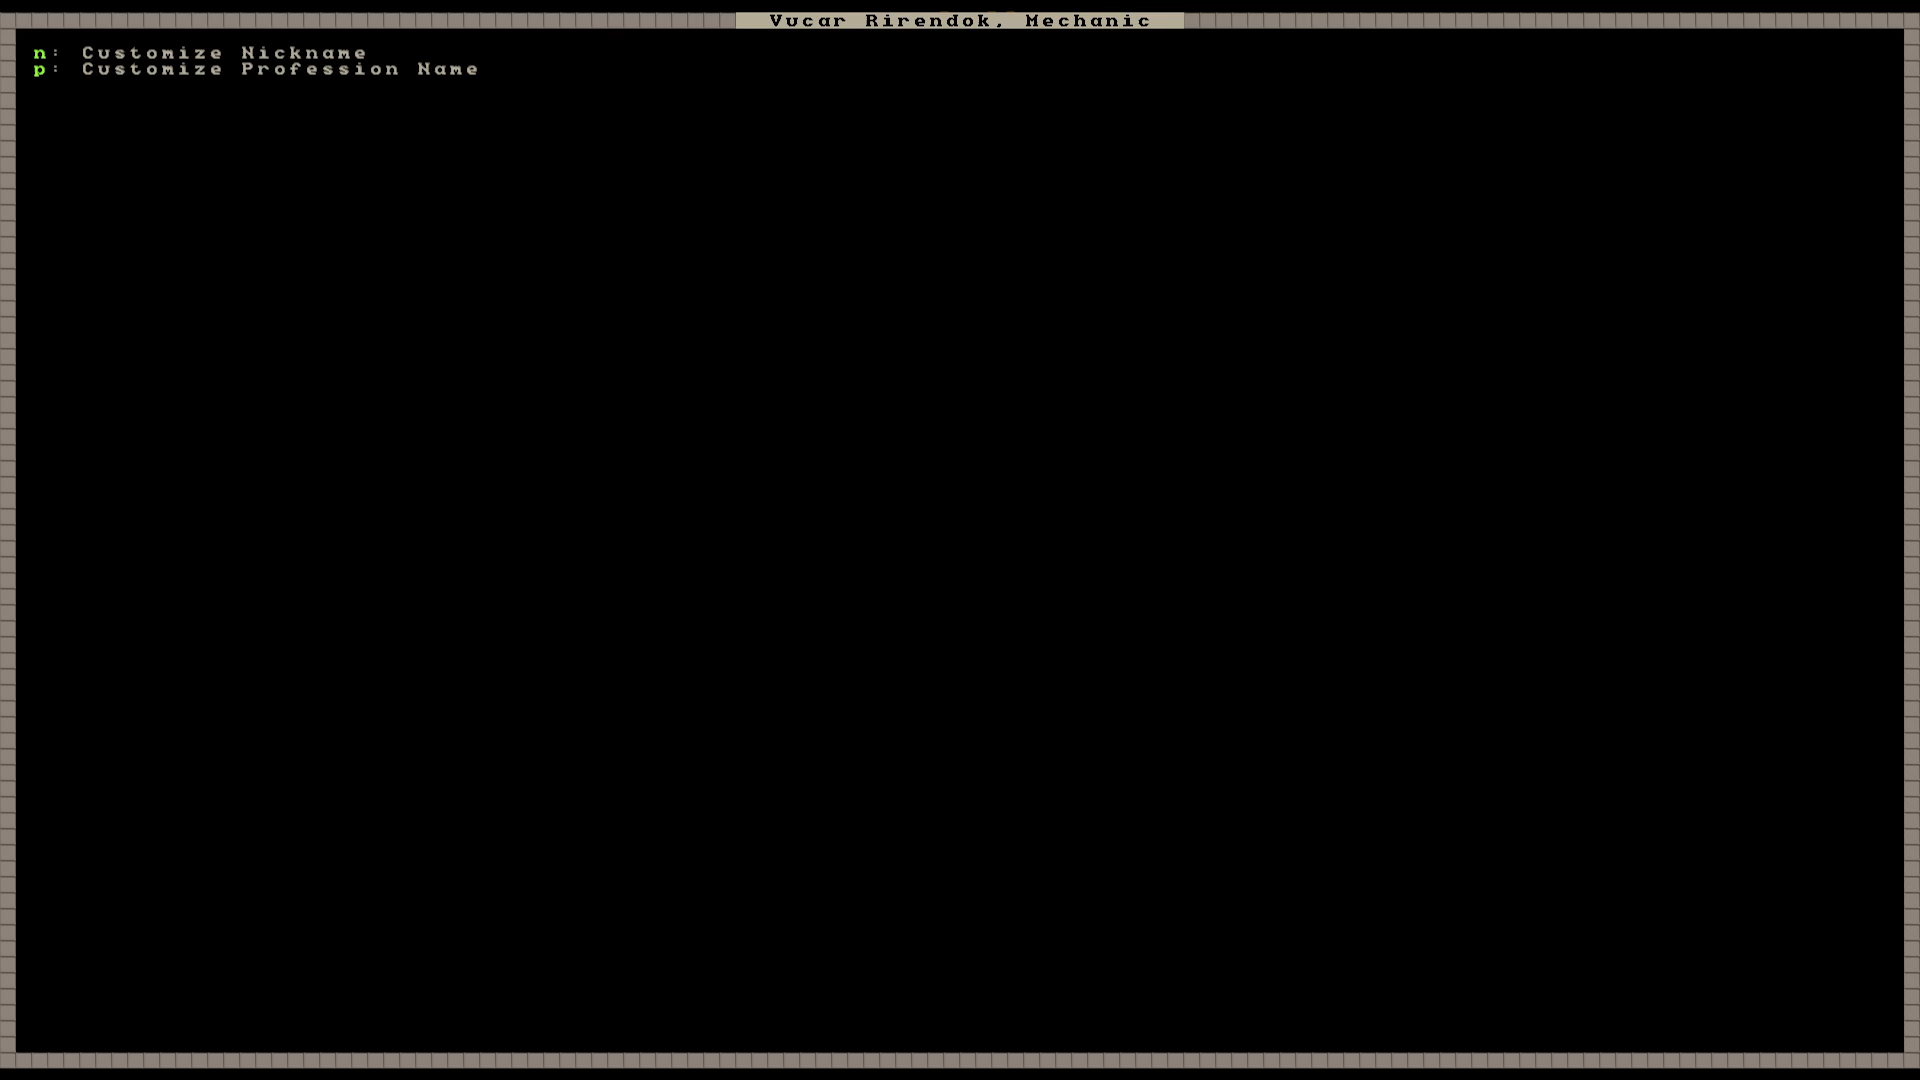 Vucar Rirendok, Mechanic
n: Customize Nickname
p: Customize Profession Name